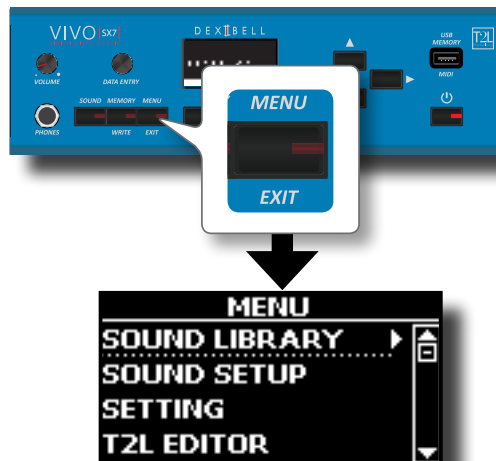 VIVO SX7
DEXIBELL
USB
MEMORY
T2L
MIDI
VOLUME
DATA ENTRY
SOUND MEMORY MENU
WRITE EXIT
PHONES
MENU
EXIT
MENU
SOUND LIBRARY
SOUND SETUP
SETTING
T2L EDITOR